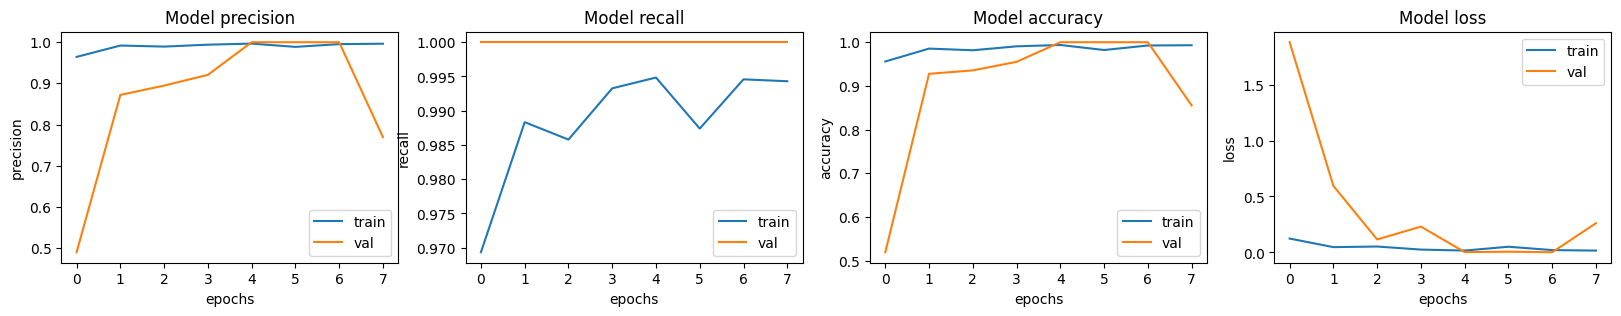 Model precision
1.0
0.9
0.8
0.7
0.6
0.5
precision
0 1 2 3 4 5 6 7
epochs
train
val
Model recall
1.000
0.995
0.990
0.985
0.980
0.975
0.970
recall
0 1 2 3 4 5 6 7
epochs
train
val
Model accuracy
1.0
0.9
0.8
0.7
0.6
0.5
accuracy
0 1 2 3 4 5 6 7
epochs
train
val
Model loss
1.5
1.0
0.5
0.0
loss
0 1 2 3 4 5 6 7
epochs
train
val